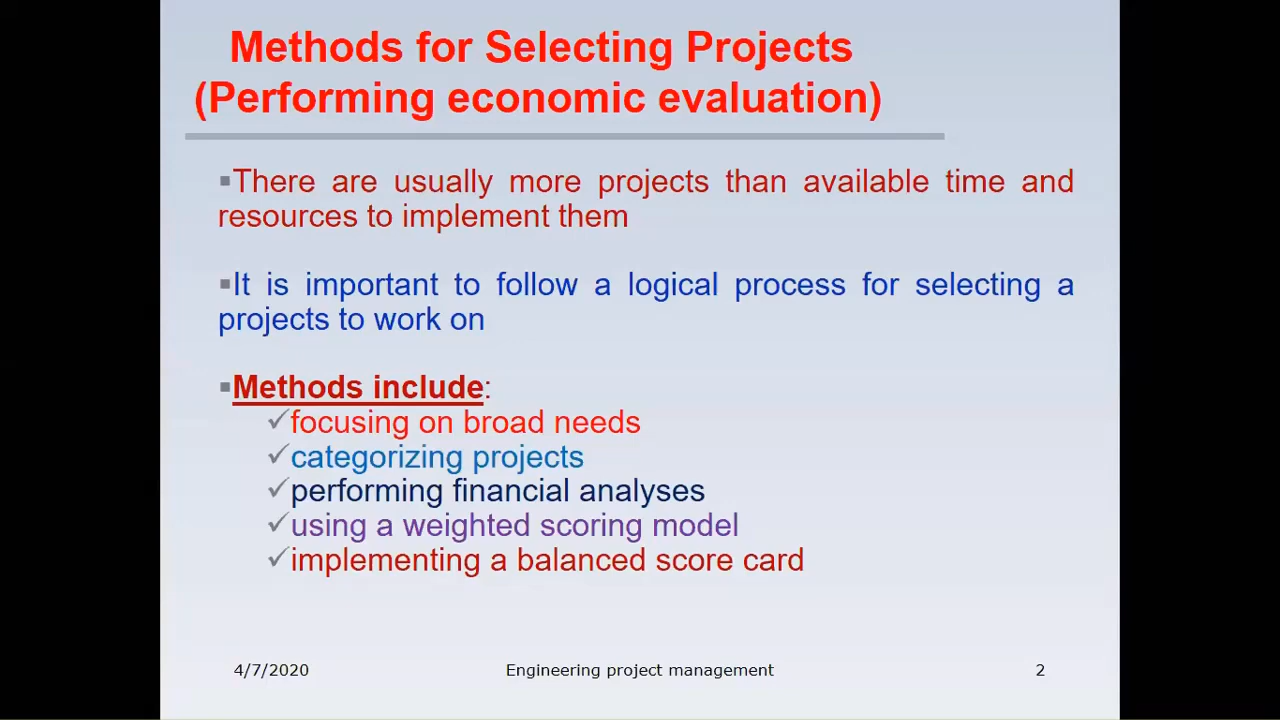 Methods for Selecting Projects
(Performing economic evaluation)
▪There are usually more projects than available time and
resources to implement them
▪It is important to follow a logical process for selecting a
projects to work on
▪Methods include:
✓focusing on broad needs
✓categorizing projects
✓performing financial analyses
✓using a weighted scoring model
✓implementing a balanced score card
4/7/2020 Engineering project management 2